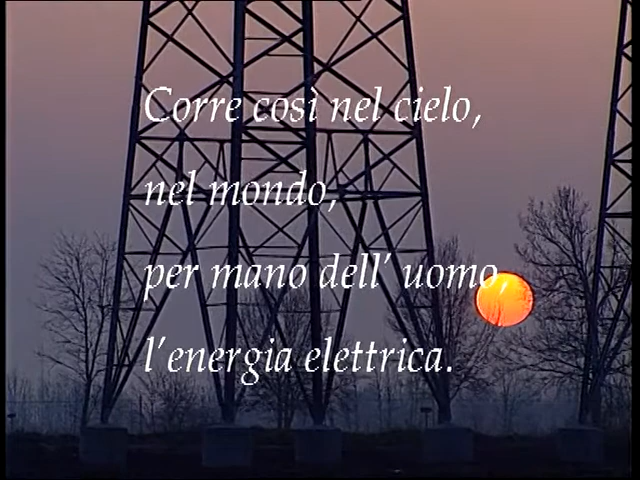 Corre così nel cielo,
nel mondo,
per mano dell' uomo,
l'energia elettrica.